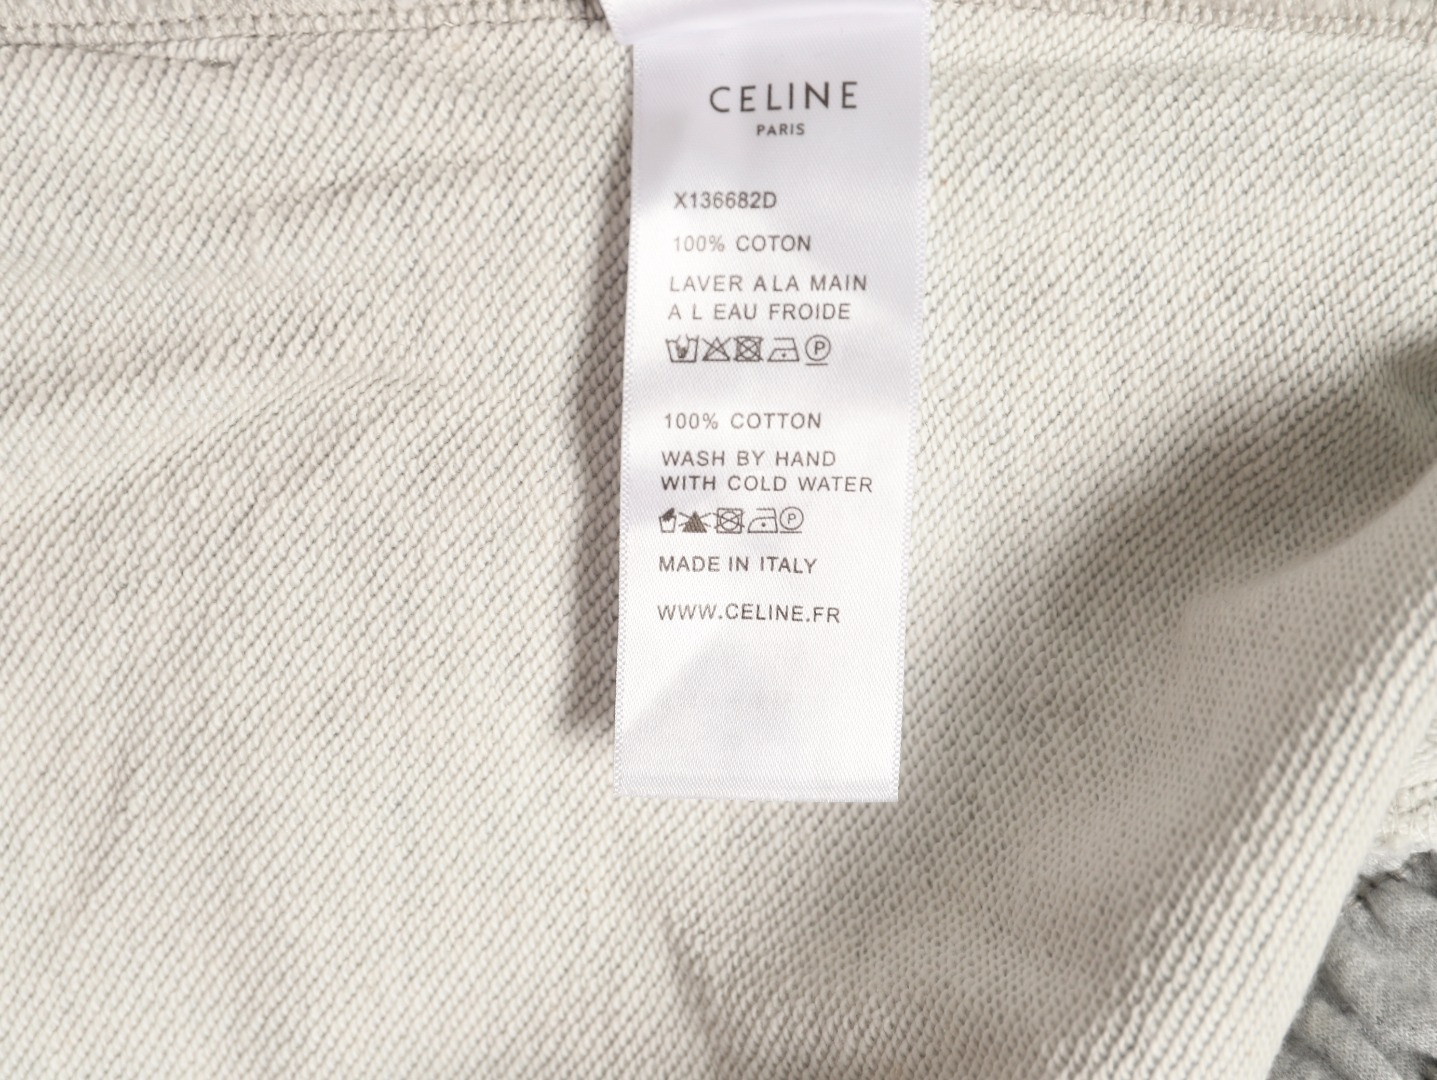 CELINE
PARIS
X136682D
100% COTON
LAVER ALA MAIN
A L EAU FROIDE
P
100% COTTON
WASH BY HAND
WITH COLD WATER
P
MADE IN ITALY
WWW.CELINE.FR